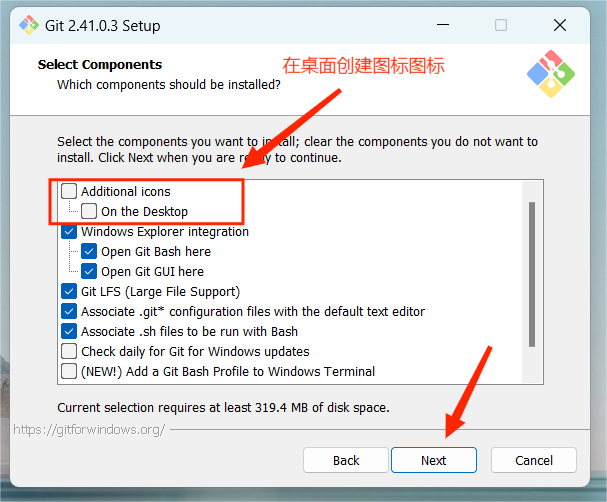 Git 2.41.0.3 Setup
Select Components
在桌面创建图标图标
Which components should be installed?
Select the components you want to install; clear the components you do not want to
install. Click Next when you are ready to continue.
Additional icons
On the Desktop
Windows Explorer integration
Open Git Bash here
Open Git GUI here
Git LFS (Large File Support)
Associate .git* configuration files with the default text editor
Associate .sh files to be run with Bash
Check daily for Git for Windows updates
(NEW!) Add a Git Bash Profile to Windows Terminal
Current selection requires at least 319.4 MB of disk space.
https://gitforwindows.org/
Back
Next
Cancel